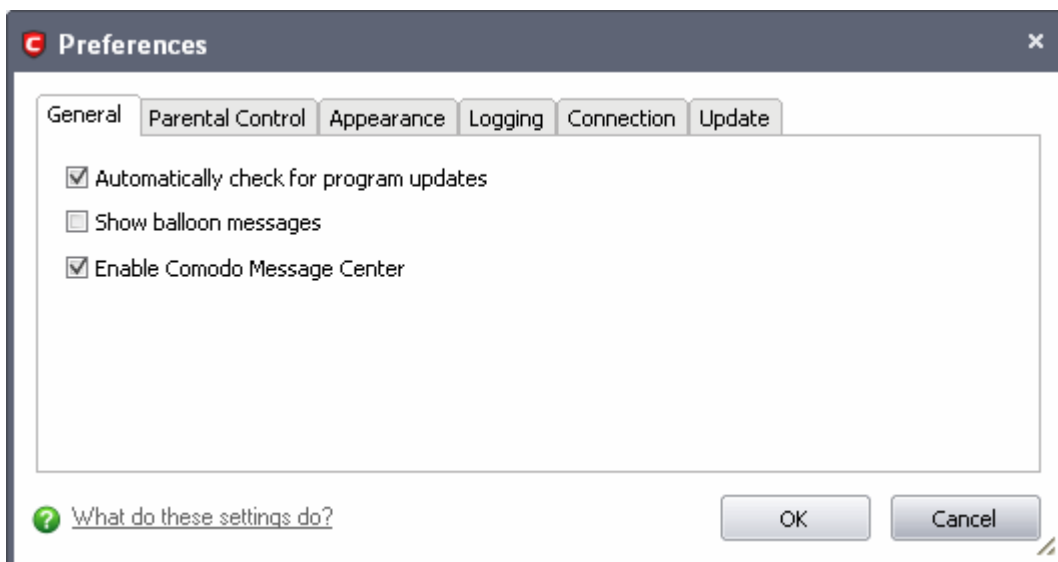 Preferences
General Parental Control Appearance Logging Connection Update
Automatically check for program updates
Show balloon messages
Enable Comodo Message Center
What do these settings do? OK Cancel